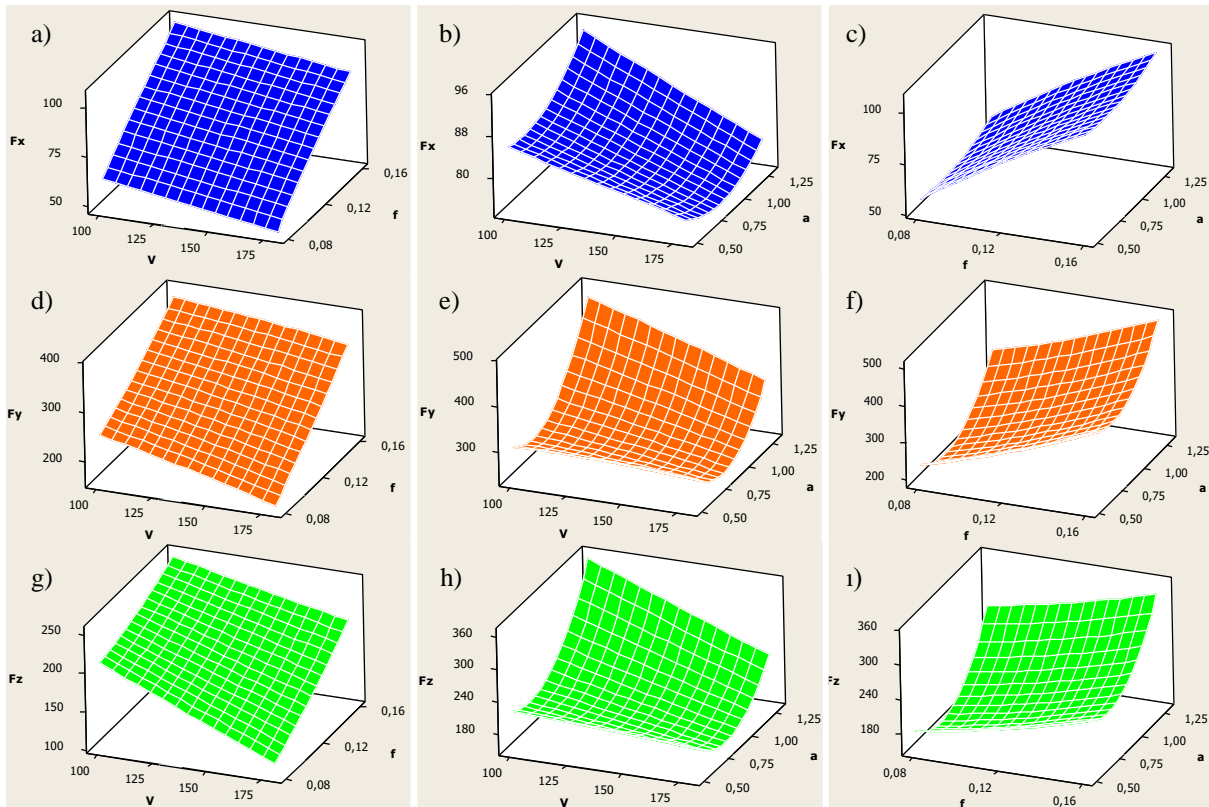 a)
100
Fx
75
50
100
125
150
175
V
0,08
0,12
0,16
f
b)
96
Fx
88
80
100
125
150
175
V
0,50
0,75
1,00
1,25
a
c)
100
Fx
75
50
0,08
0,12
0,16
f
0,50
0,75
1,00
1,25
a
d)
400
Fy
300
200
100
125
150
175
V
0,08
0,12
0,16
f
e)
500
Fy
400
300
100
125
150
175
V
0,50
0,75
1,00
1,25
a
f)
500
Fy
400
300
200
0,08
0,12
0,16
f
0,50
0,75
1,00
1,25
a
g)
250
Fz
200
150
100
100
125
150
175
V
0,08
0,12
0,16
f
h)
360
Fz
300
240
180
100
125
150
175
V
0,50
0,75
1,00
1,25
a
ı)
360
Fz
300
240
180
0,08
0,12
0,16
f
0,50
0,75
1,00
1,25
a